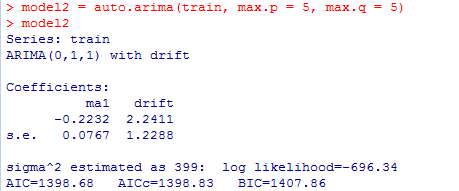 > model2 = auto.arima(train, max.p = 5, max.q = 5)
> model2
Series: train
ARIMA(0,1,1) with drift
Coefficients:
ma1 drift
-0.2232 2.2411
s.e. 0.0767 1.2288
sigma^2 estimated as 399: log likelihood=-696.34
AIC=1398.68 AICc=1398.83 BIC=1407.86